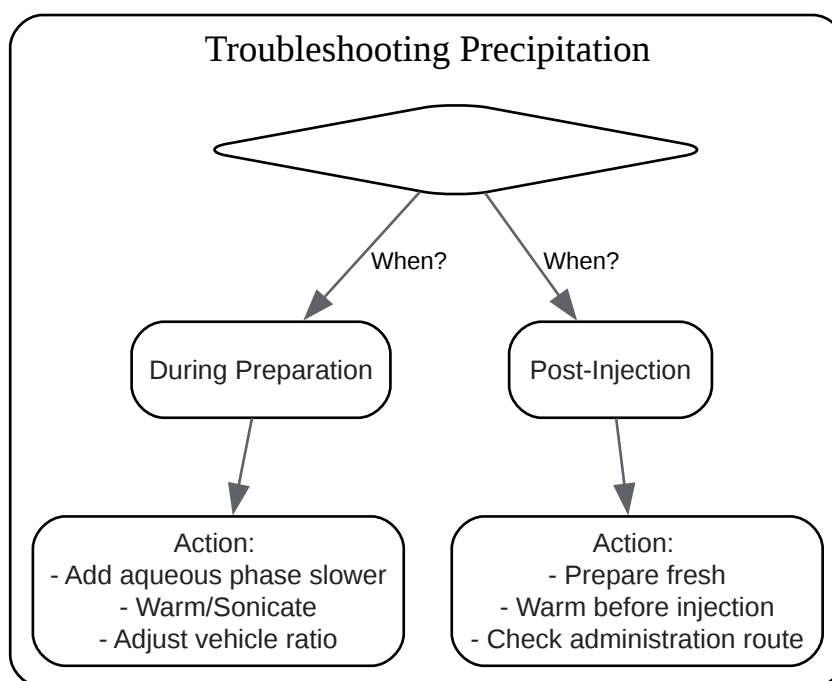 Troubleshooting Precipitation
When?
When?
During Preparation
Post-Injection
Action:
- Add aqueous phase slower
- Warm/Sonicate
- Adjust vehicle ratio
Action:
- Prepare fresh
- Warm before injection
- Check administration route